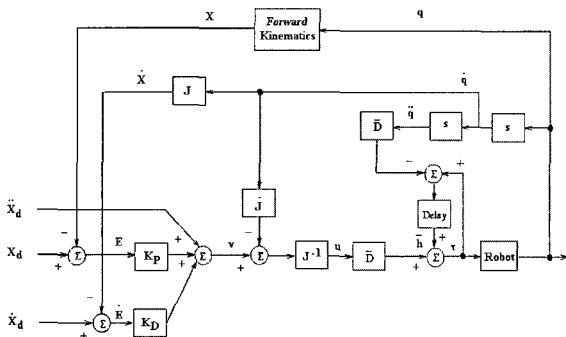 X
q
Forward
Kinematics
Ẋ
J
q̇
D̄
q̈
s
s
−
Σ
+
Ẍd
J̇
Delay
−
−
h̄
+
Xd
Σ
E
KP
+
+
Σ
v
Σ
J-1
u
D̄
Σ
τ
Robot
+
+
+
−
Ẋd
Σ
Ė
KD
+